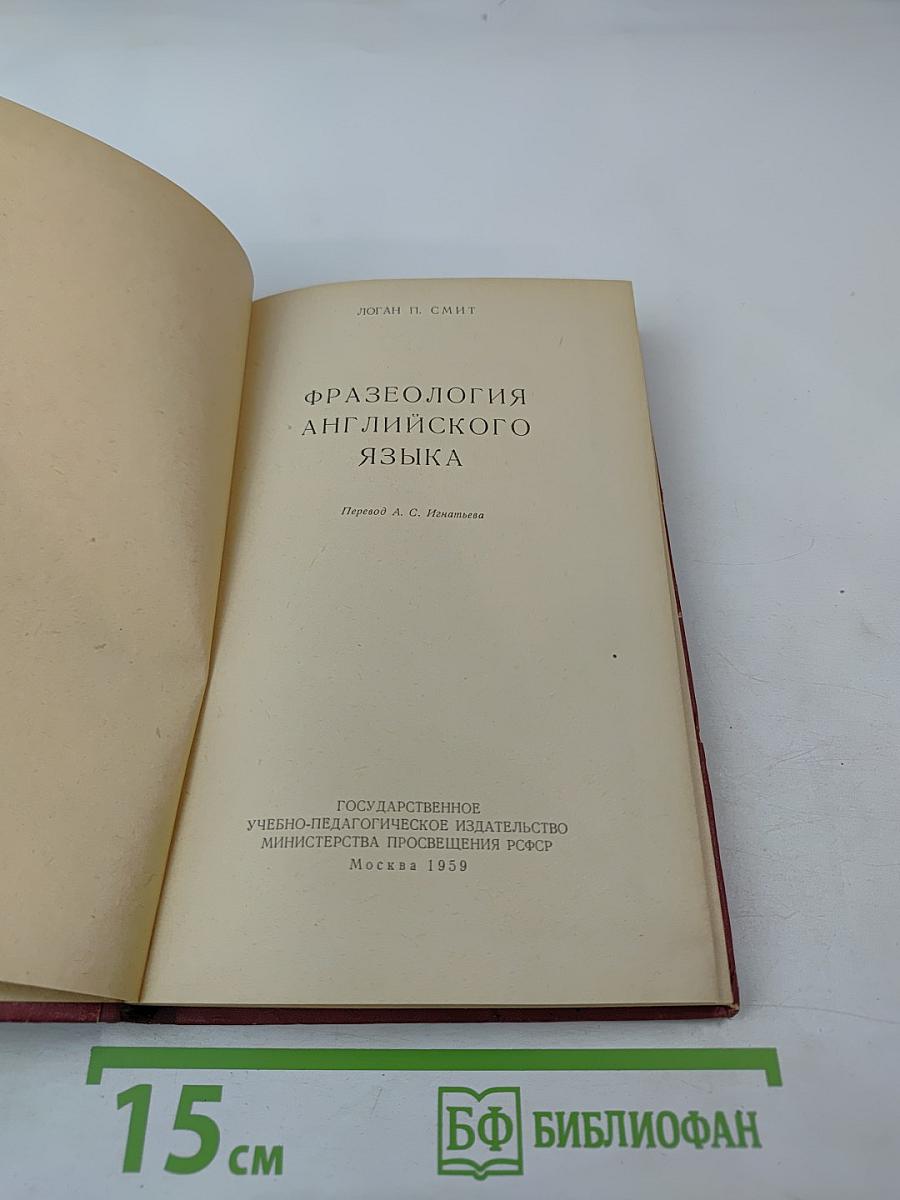 ЛОГАН П. СМИТ
ФРАЗЕОЛОГИЯ
АНГЛИЙСКОГО
ЯЗЫКА
Перевод А. С. Игнатьева
ГОСУДАРСТВЕННОЕ
УЧЕБНО-ПЕДАГОГИЧЕСКОЕ ИЗДАТЕЛЬСТВО
МИНИСТЕРСТВА ПРОСВЕЩЕНИЯ РСФСР
Москва 1959
15 см
БФ БИБЛИОФАН